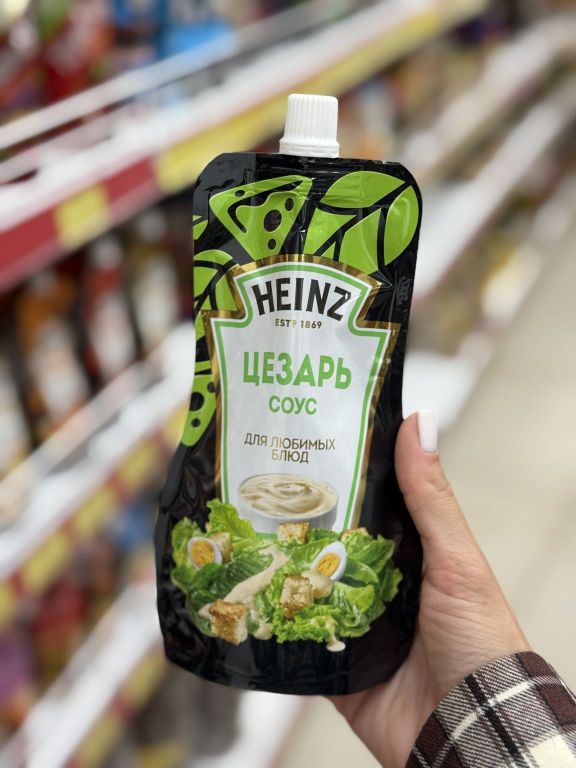 HEINZ
ESTD 1869
ЦЕЗАРЬ
СОУС
ДЛЯ ЛЮБИМЫХ
БЛЮД